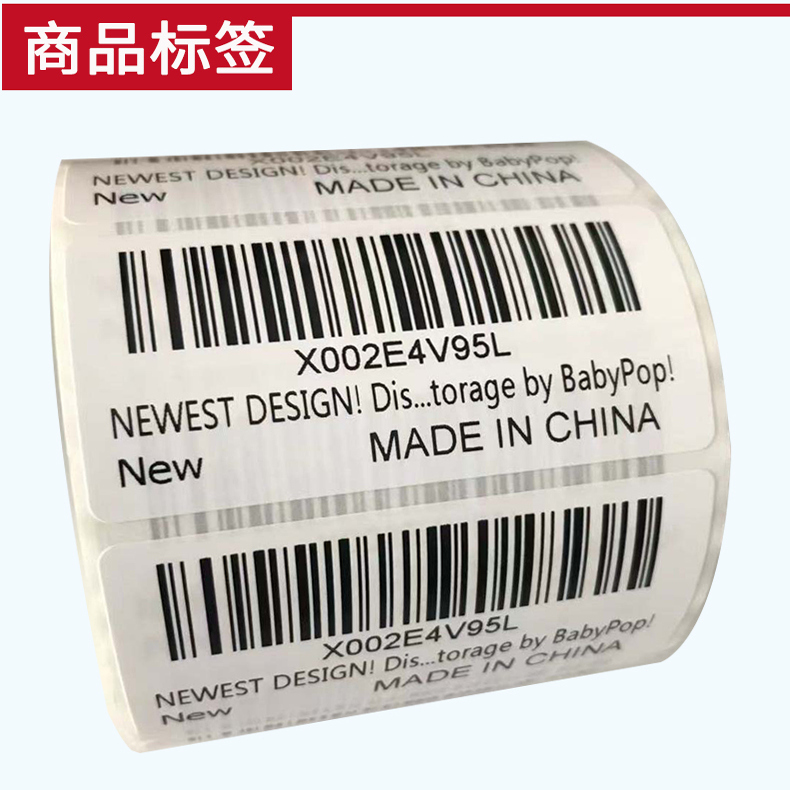 商品标签
X002E4V95L
NEWEST DESIGN! Dis...torage by BabyPop!
MADE IN CHINA
New
X002E4V95L
NEWEST DESIGN! Dis...torage by BabyPop!
MADE IN CHINA
New
X002E4V95L
NEWEST DESIGN! Dis...torage by BabyPop!
MADE IN CHINA
New